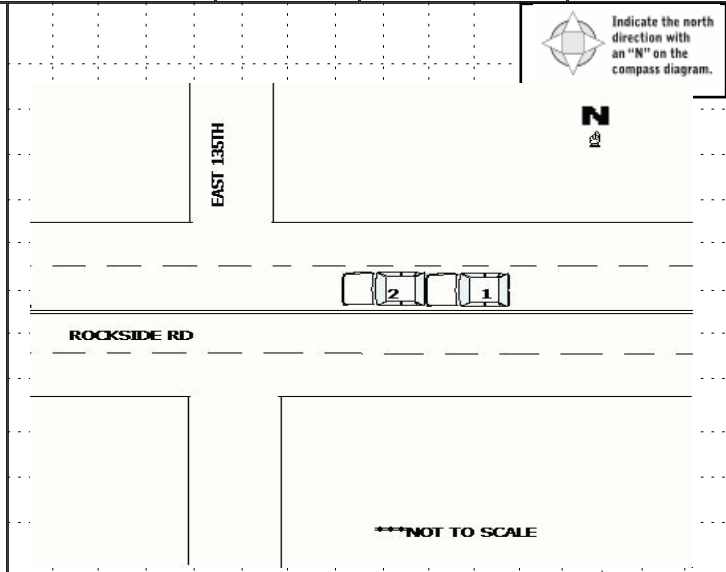 Indicate the north
direction with
an “N” on the
compass diagram.
N
EAST 135TH
2
1
ROCKSIDE RD
***NOT TO SCALE